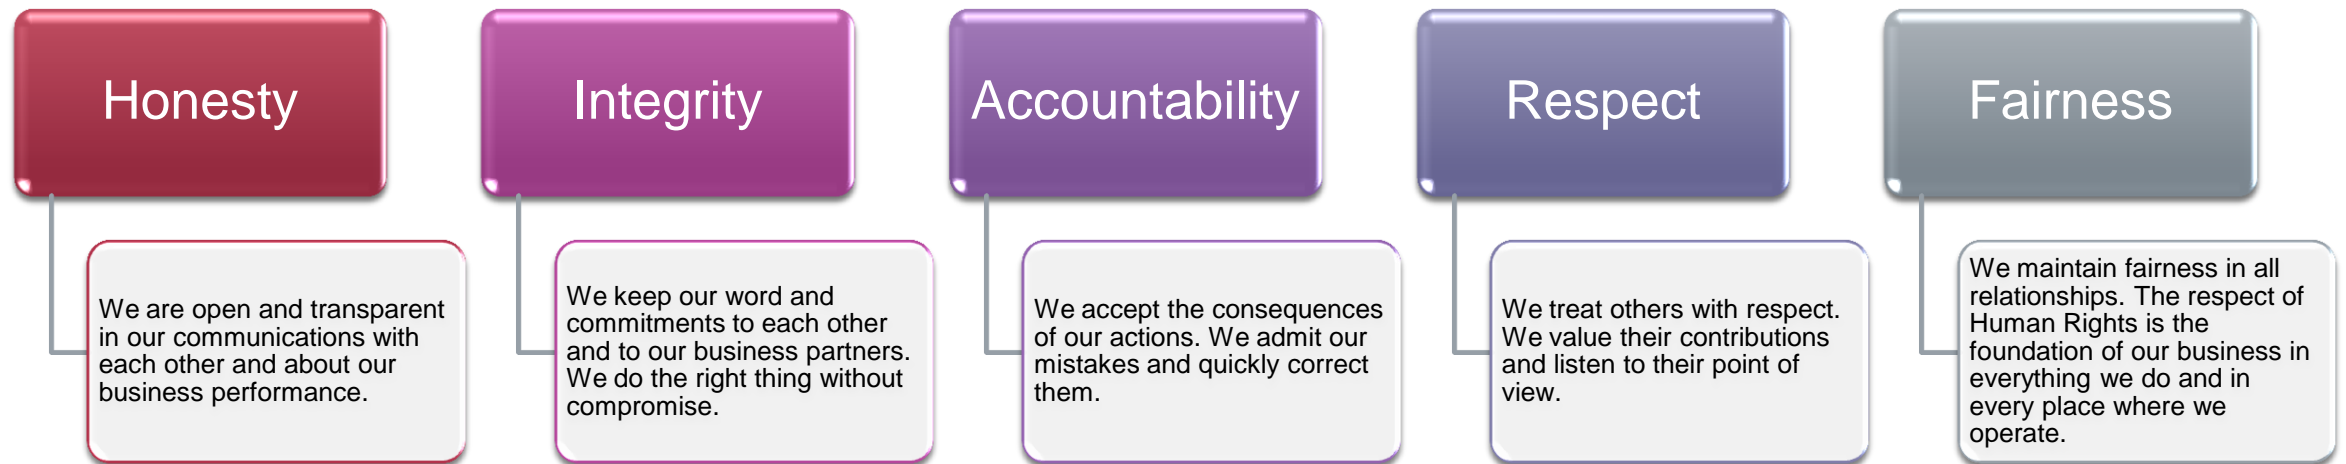 Honesty
We are open and transparent
in our communications with
each other and about our
business performance.
Integrity
We keep our word and
commitments to each other
and to our business partners.
We do the right thing without
compromise.
Accountability
We accept the consequences
of our actions. We admit our
mistakes and quickly correct
them.
Respect
We treat others with respect.
We value their contributions
and listen to their point of
view.
Fairness
We maintain fairness in all
relationships. The respect of
Human Rights is the
foundation of our business in
everything we do and in
every place where we
operate.